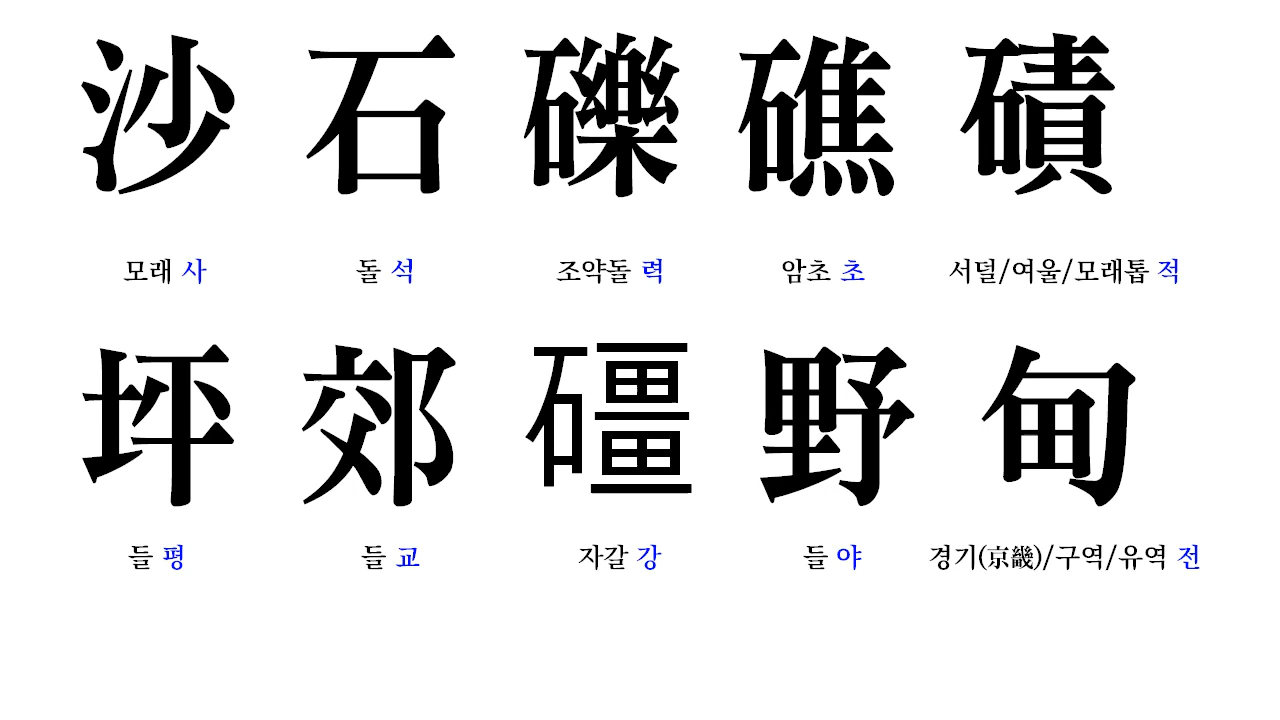 沙 石 礫 礁 磧
모래 사 돌 석 조약돌 력 암초 초 서덜/여울/모래톱 적
坪 郊 礓 野 甸
들 평 들 교 자갈 강 들 야 경기(京畿)/구역/유역 전